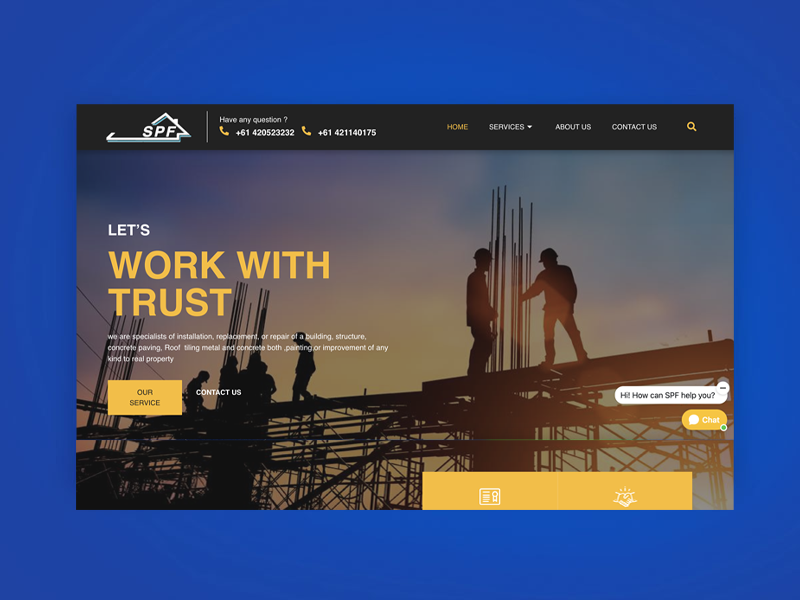 SPF
Have any question ?
+61 420523232 +61 421140175
HOME SERVICES ABOUT US CONTACT US
LET'S
WORK WITH
TRUST
we are specialists of installation, replacement, or repair of a building, structure,
concrete paving, Roof tiling metal and concrete both ,painting,or improvement of any
kind to real property
OUR
SERVICE
CONTACT US
Hi! How can SPF help you?
Chat